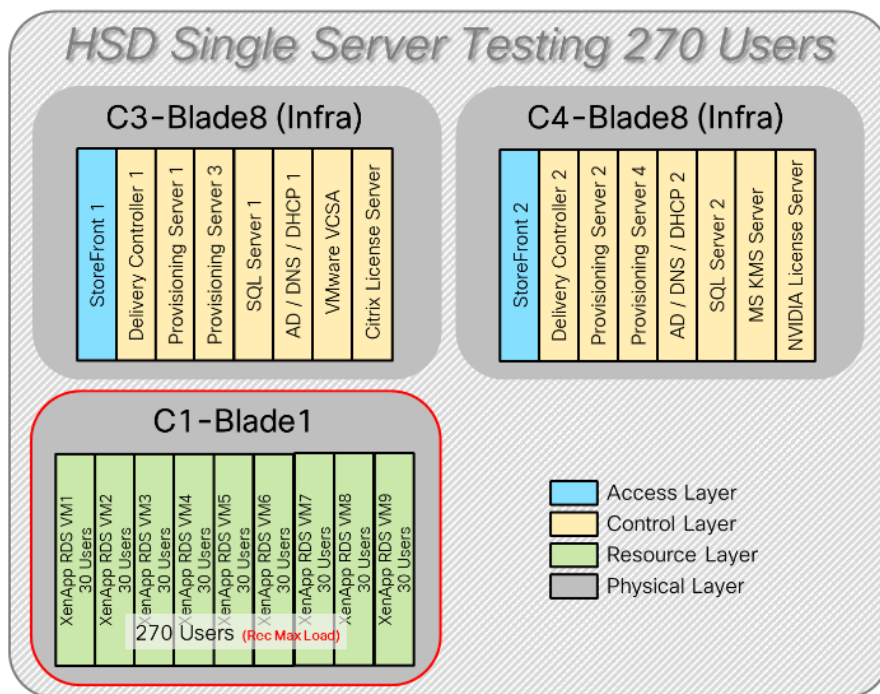 HSD Single Server Testing 270 Users
C3-Blade8 (Infra)
StoreFront 1
Delivery Controller 1
Provisioning Server 1
Provisioning Server 3
SQL Server 1
AD / DNS / DHCP 1
VMware VCSA
Citrix License Server
C4-Blade8 (Infra)
StoreFront 2
Delivery Controller 2
Provisioning Server 2
Provisioning Server 4
AD / DNS / DHCP 2
SQL Server 2
MS KMS Server
NVIDIA License Server
C1-Blade1
XenApp RDS VM1
30 Users
XenApp RDS VM2
30 Users
XenApp RDS VM3
30 Users
XenApp RDS VM4
30 Users
XenApp RDS VM5
30 Users
XenApp RDS VM6
30 Users
XenApp RDS VM7
30 Users
XenApp RDS VM8
30 Users
XenApp RDS VM9
30 Users
270 Users (Rec Max Load)
Access Layer
Control Layer
Resource Layer
Physical Layer